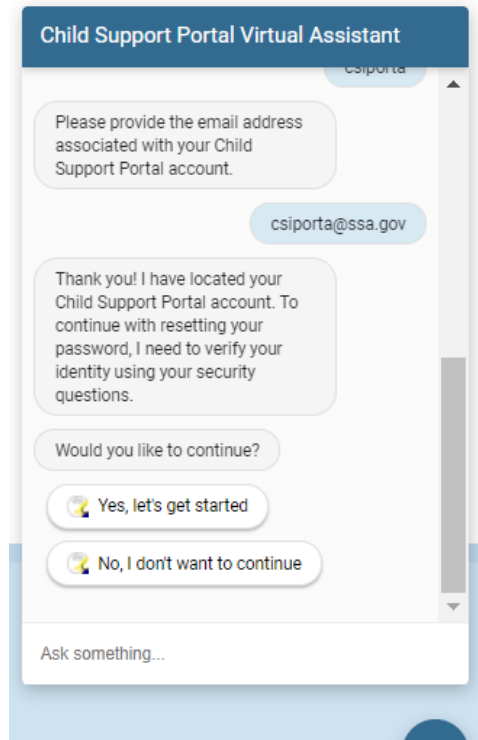 Child Support Portal Virtual Assistant
csiporta
Please provide the email address
associated with your Child
Support Portal account.
csiporta@ssa.gov
Thank you! I have located your
Child Support Portal account. To
continue with resetting your
password, I need to verify your
identity using your security
questions.
Would you like to continue?
Yes, let's get started
No, I don't want to continue
Ask something...